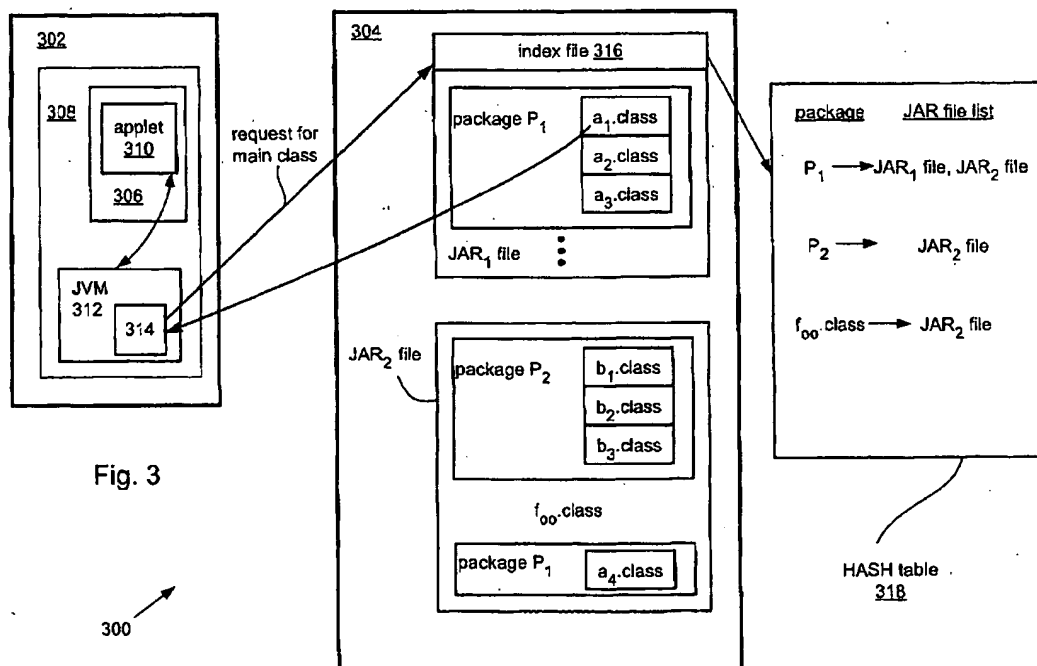 302
308
applet
310
306
JVM
312
314
request for
main class
Fig. 3
300
304
index file 316
package P1
a1.class
a2.class
a3.class
JAR1 file
JAR2 file
package P2
b1.class
b2.class
b3.class
foo.class
package P1
a4.class
package JAR file list
P1 → JAR1 file, JAR2 file
P2 → JAR2 file
foo.class → JAR2 file
HASH table
318